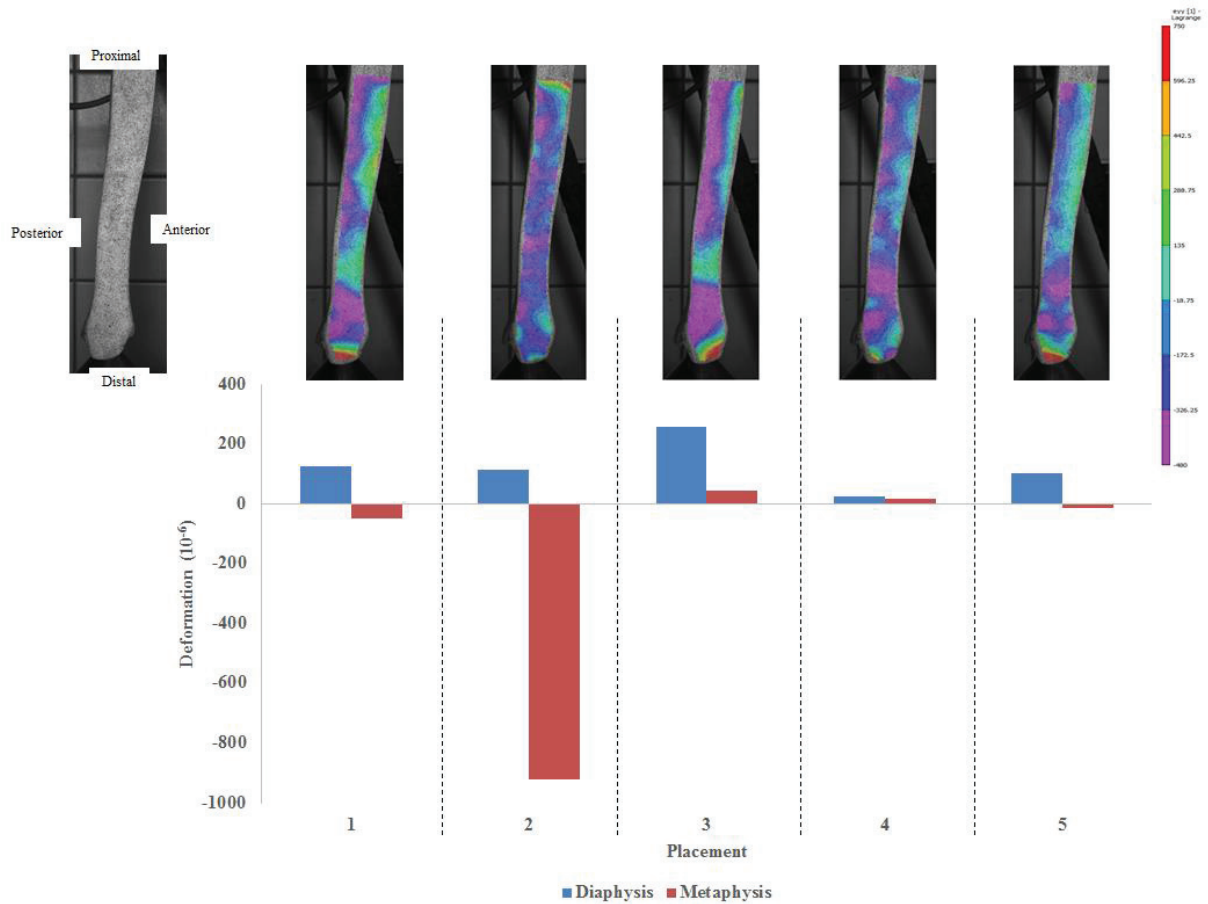 eyy [1] -
Lagrange
750
596.25
442.5
288.75
135
-18.75
-172.5
-326.25
-480
Proximal
Posterior
Anterior
Distal
400
200
0
-200
-400
-600
-800
-1000
Deformation (10-6)
1
2
3
4
5
Placement
Diaphysis
Metaphysis